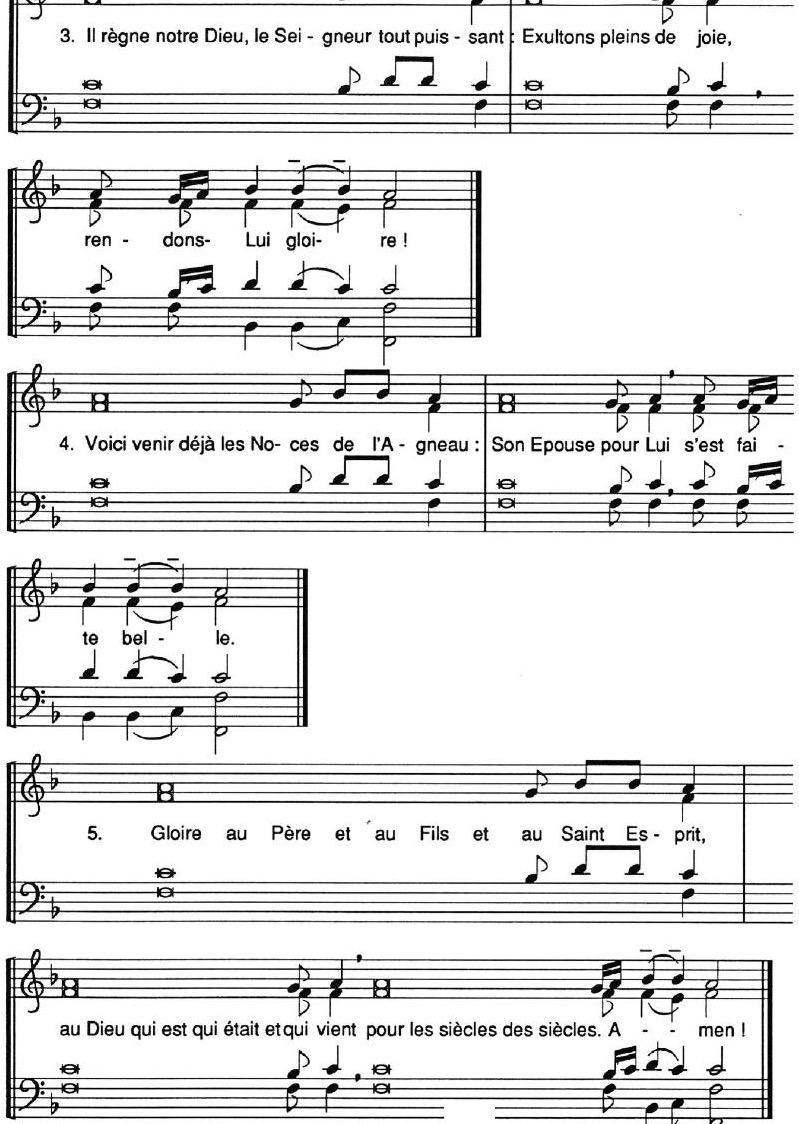 3. Il règne notre Dieu, le Sei - gneur tout puis - sant : Exultons pleins de joie,
ren - dons- Lui gloi- re !
4. Voici venir déjà les No- ces de l'A - gneau : Son Epouse pour Lui s'est fai -
te bel - le.
5. Gloire au Père et au Fils et au Saint Es - prit,
au Dieu qui est qui était et qui vient pour les siècles des siècles. A - - men !